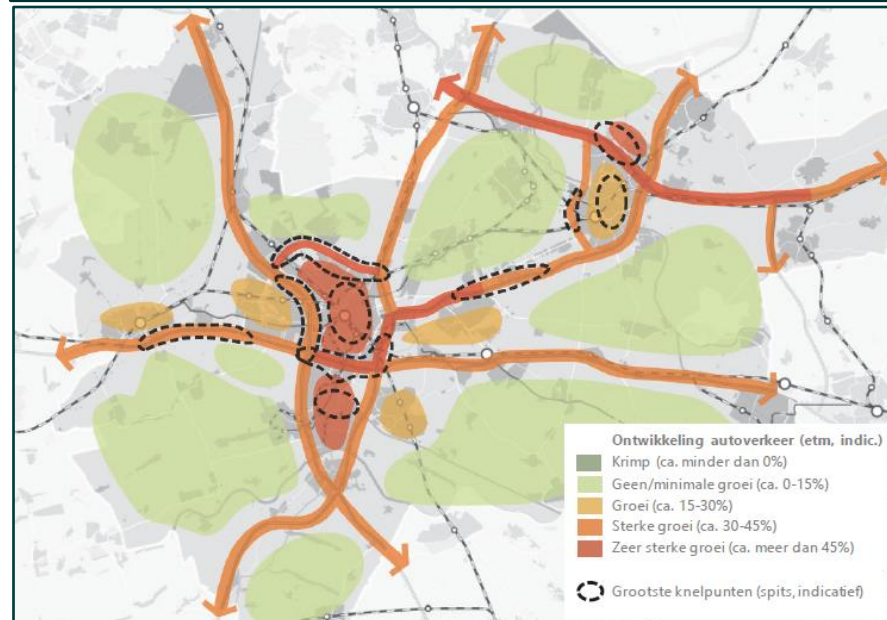 Ontwikkeling autoverkeer (etm, indic.)
Krimp (ca. minder dan 0%)
Geen/minimale groei (ca. 0-15%)
Groei (ca. 15-30%)
Sterke groei (ca. 30-45%)
Zeer sterke groei (ca. meer dan 45%)
Grootste knelpunten (spits, indicatief)